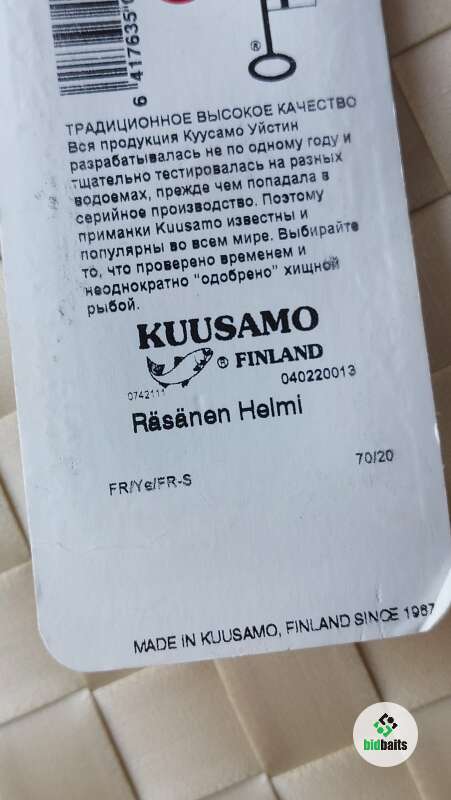 6 417635 0
®
ТРАДИЦИОННОЕ ВЫСОКОЕ КАЧЕСТВО
Вся продукция Куусамо Уйстин
разрабатывалась не по одному году и
тщательно тестировалась на разных
водоемах, прежде чем попадала в
серийное производство. Поэтому
приманки Kuusamo известны и
популярны во всем мире. Выбирайте
то, что проверено временем и
неоднократно "одобрено" хищной
рыбой.
KUUSAMO
® FINLAND
0742111 040220013
Räsänen Helmi
FR/Ye/FR-S 70/20
MADE IN KUUSAMO, FINLAND SINCE 1967
bidbaits